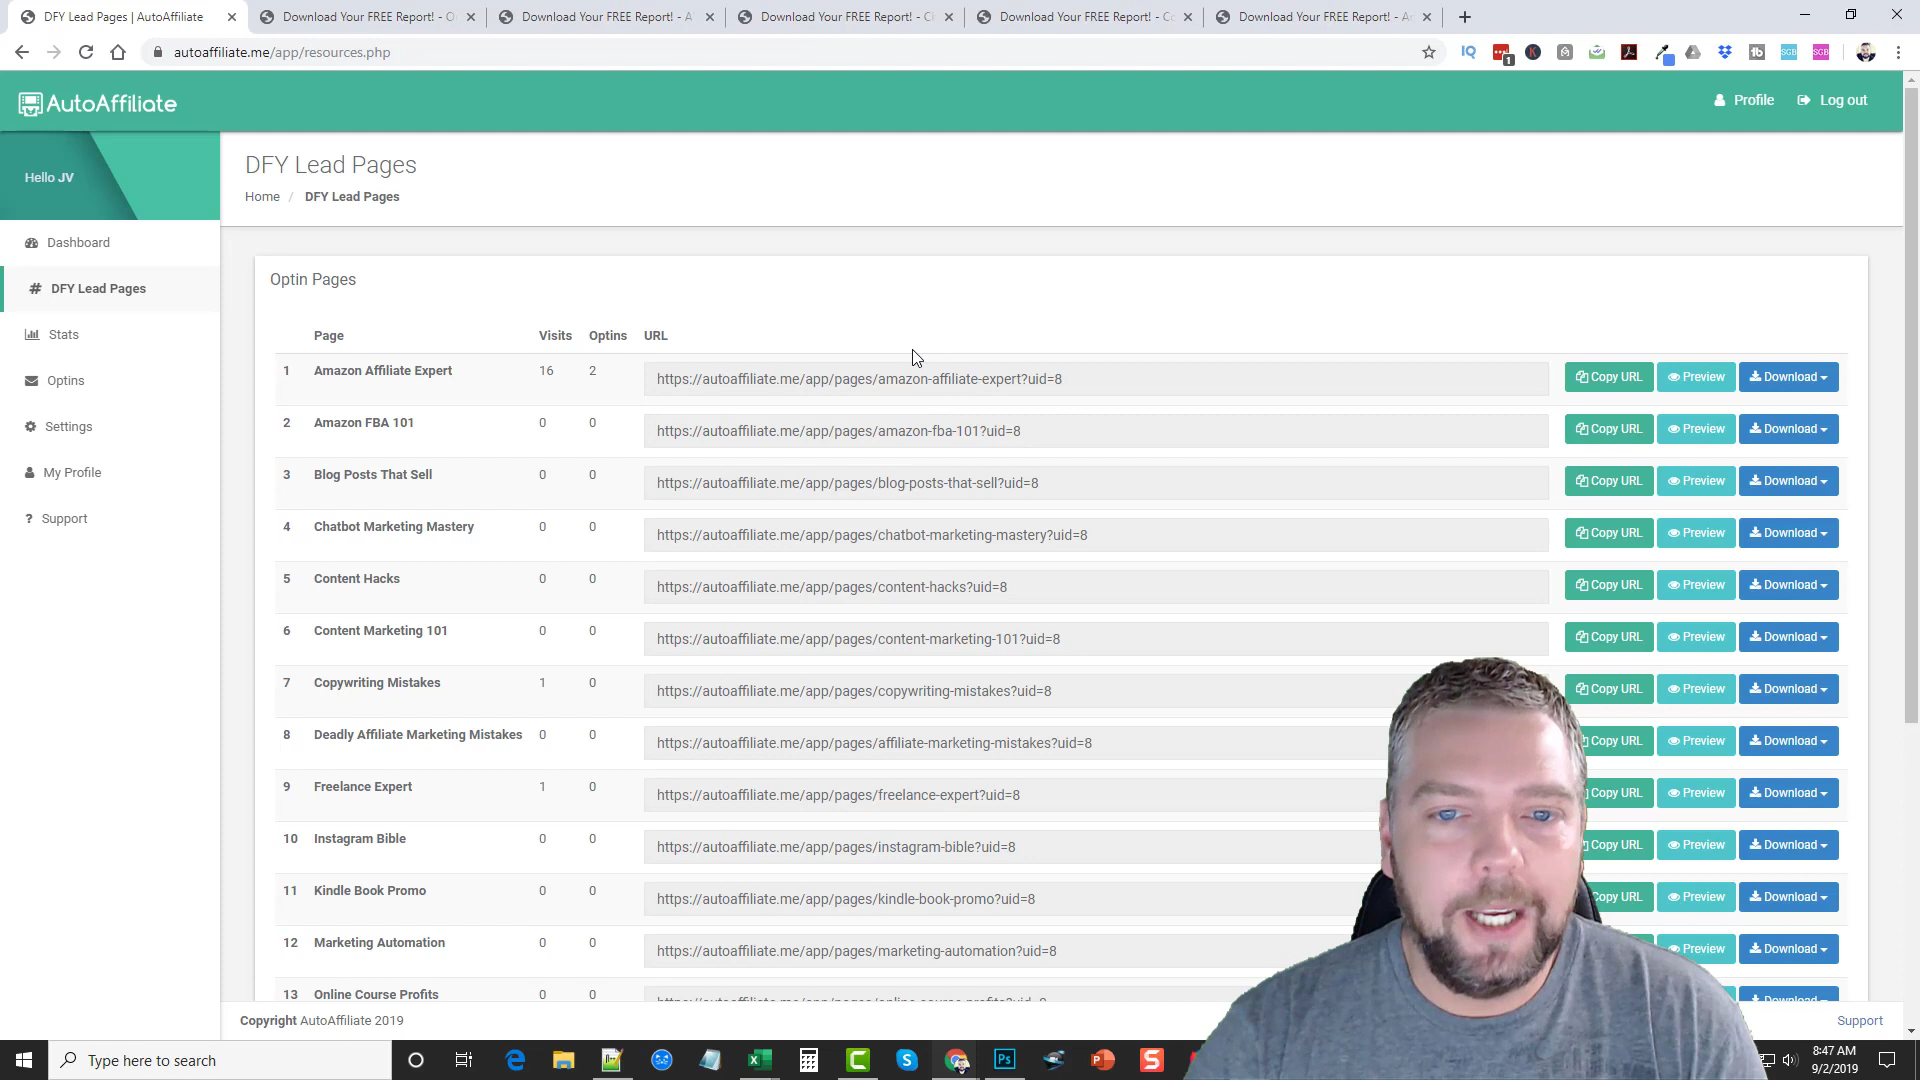 DFY Lead Pages | AutoAffiliate
Download Your FREE Report! - O
Download Your FREE Report! - A
Download Your FREE Report! - C
Download Your FREE Report! - Co
Download Your FREE Report! - A
autoaffiliate.me/app/resources.php
AutoAffiliate
Profile
Log out
Hello JV
DFY Lead Pages
Home / DFY Lead Pages
Dashboard
DFY Lead Pages
Stats
Optins
Settings
My Profile
Support
Optin Pages
Page Visits Optins URL
1 Amazon Affiliate Expert 16 2 https://autoaffiliate.me/app/pages/amazon-affiliate-expert?uid=8 Copy URL Preview Download
2 Amazon FBA 101 0 0 https://autoaffiliate.me/app/pages/amazon-fba-101?uid=8 Copy URL Preview Download
3 Blog Posts That Sell 0 0 https://autoaffiliate.me/app/pages/blog-posts-that-sell?uid=8 Copy URL Preview Download
4 Chatbot Marketing Mastery 0 0 https://autoaffiliate.me/app/pages/chatbot-marketing-mastery?uid=8 Copy URL Preview Download
5 Content Hacks 0 0 https://autoaffiliate.me/app/pages/content-hacks?uid=8 Copy URL Preview Download
6 Content Marketing 101 0 0 https://autoaffiliate.me/app/pages/content-marketing-101?uid=8 Copy URL Preview Download
7 Copywriting Mistakes 1 0 https://autoaffiliate.me/app/pages/copywriting-mistakes?uid=8 Copy URL Preview Download
8 Deadly Affiliate Marketing Mistakes 0 0 https://autoaffiliate.me/app/pages/affiliate-marketing-mistakes?uid=8 Copy URL Preview Download
9 Freelance Expert 1 0 https://autoaffiliate.me/app/pages/freelance-expert?uid=8 Copy URL Preview Download
10 Instagram Bible 0 0 https://autoaffiliate.me/app/pages/instagram-bible?uid=8 Copy URL Preview Download
11 Kindle Book Promo 0 0 https://autoaffiliate.me/app/pages/kindle-book-promo?uid=8 Copy URL Preview Download
12 Marketing Automation 0 0 https://autoaffiliate.me/app/pages/marketing-automation?uid=8 Preview Download
13 Online Course Profits 0 0 https://autoaffiliate.me/app/pages/online-course-profits?uid=8 Download
Copyright AutoAffiliate 2019
Support
Type here to search
8:47 AM
9/2/2019